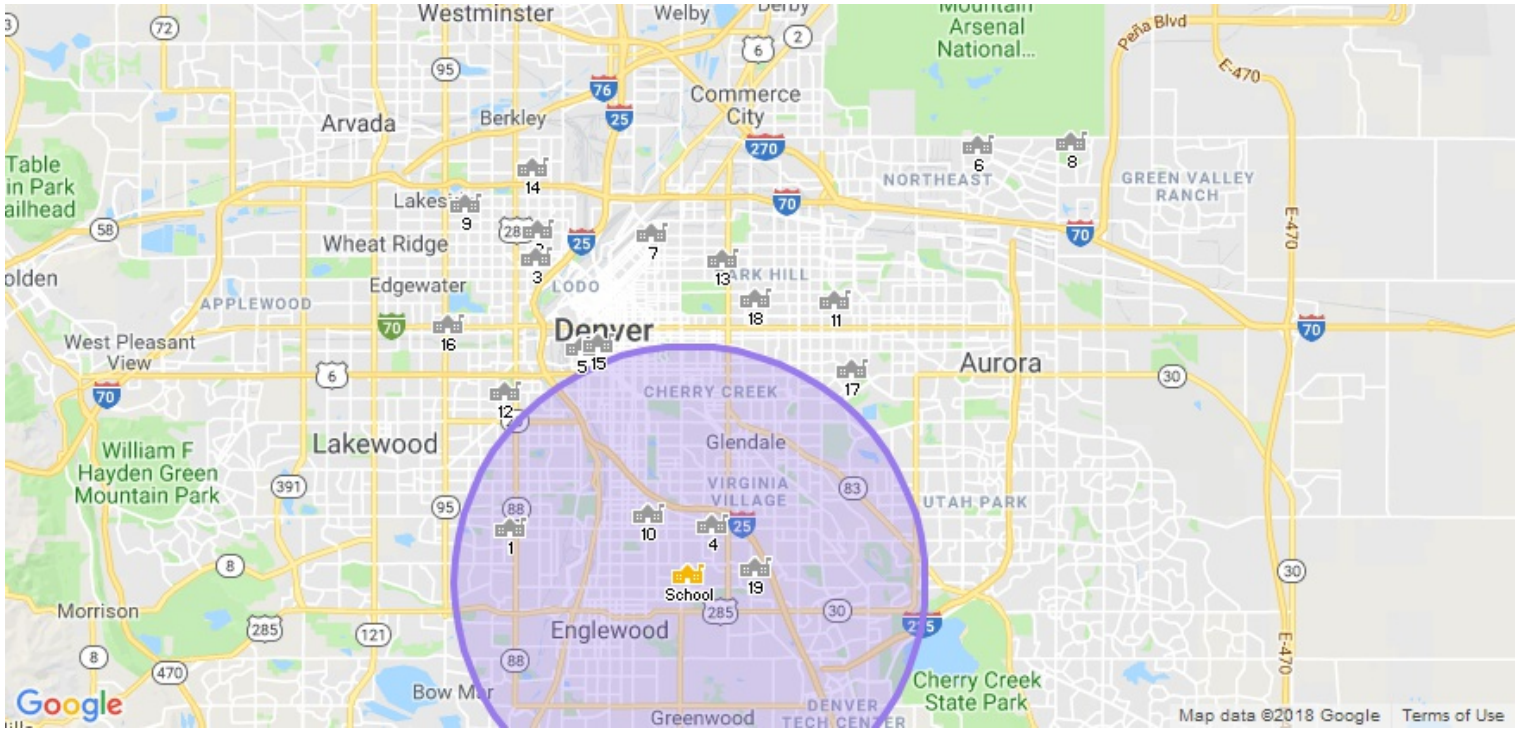 Westminster
Welby
Derby
3
72
6
2
Mountain
Arsenal
National...
Peña Blvd
E-470
95
76
25
Commerce
City
Arvada
Berkley
270
6
8
Table
in Park
ailhead
14
NORTHEAST
GREEN VALLEY
RANCH
9
70
58
Wheat Ridge
25
7
70
E-470
3
13
olden
Edgewater
LODO
APPLEWOOD
18
11
70
16
Denver
70
West Pleasant
View
5
15
Aurora
6
17
30
70
CHERRY CREEK
12
Lakewood
Glendale
William F
Hayden Green
Mountain Park
391
VIRGINIA
VILLAGE
83
95
88
UTAH PARK
1
10
4
25
8
School
19
30
Morrison
285
30
285
121
Englewood
225
E-470
8
470
88
Bow Mar
Cherry Creek
State Park
Google
Greenwood
DENVER
TECH CENTER
Map data ©2018 Google
Terms of Use